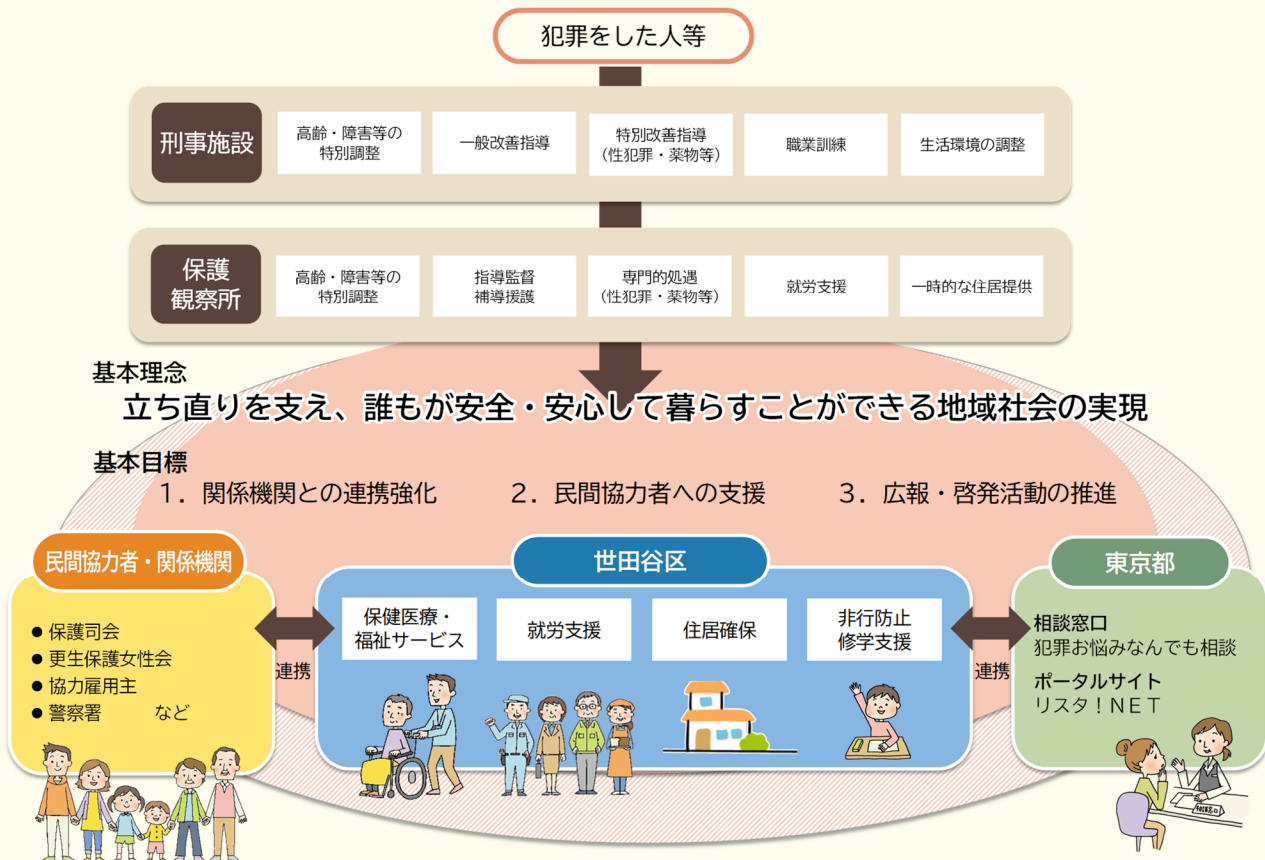 犯罪をした人等
刑事施設
高齢・障害等の
特別調整
一般改善指導
特別改善指導
(性犯罪・薬物等)
職業訓練
生活環境の調整
保護
観察所
高齢・障害等の
特別調整
指導監督
補導援護
専門的処遇
(性犯罪・薬物等)
就労支援
一時的な住居提供
基本理念
立ち直りを支え、誰もが安全・安心して暮らすことができる地域社会の実現
基本目標
1．関係機関との連携強化
2．民間協力者への支援
3．広報・啓発活動の推進
民間協力者・関係機関
● 保護司会
● 更生保護女性会
● 協力雇用主
● 警察署 など
連携
世田谷区
保健医療・
福祉サービス
就労支援
住居確保
非行防止
修学支援
連携
東京都
相談窓口
犯罪お悩みなんでも相談
ポータルサイト
リスタ！ＮＥＴ